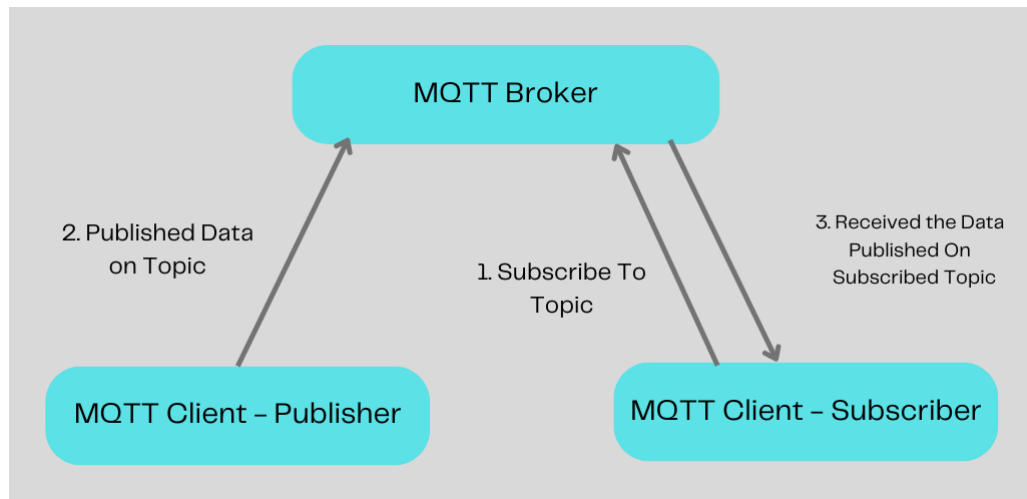 MQTT Broker
2. Published Data
on Topic
1. Subscribe To
Topic
3. Received the Data
Published On
Subscribed Topic
MQTT Client - Publisher
MQTT Client - Subscriber